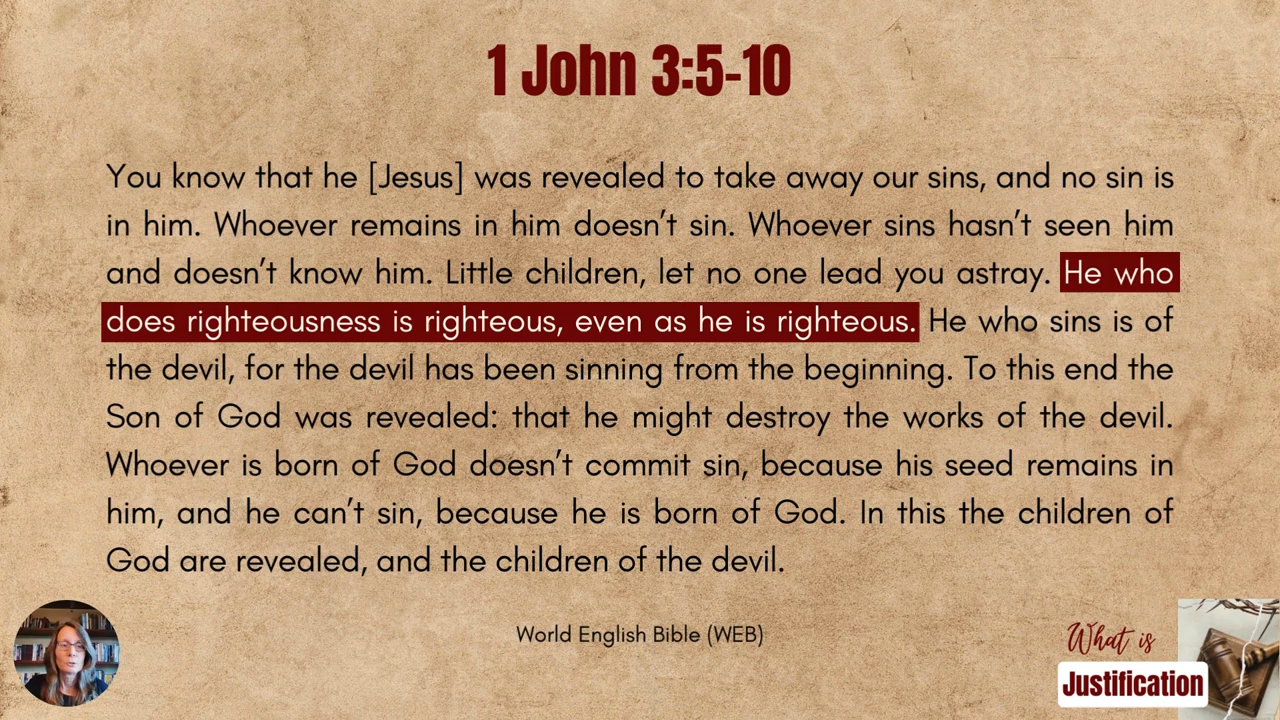 1 John 3:5-10
You know that he [Jesus] was revealed to take away our sins, and no sin is
in him. Whoever remains in him doesn’t sin. Whoever sins hasn’t seen him
and doesn’t know him. Little children, let no one lead you astray. He who
does righteousness is righteous, even as he is righteous. He who sins is of
the devil, for the devil has been sinning from the beginning. To this end the
Son of God was revealed: that he might destroy the works of the devil.
Whoever is born of God doesn’t commit sin, because his seed remains in
him, and he can’t sin, because he is born of God. In this the children of
God are revealed, and the children of the devil.
World English Bible (WEB)
What is
Justification